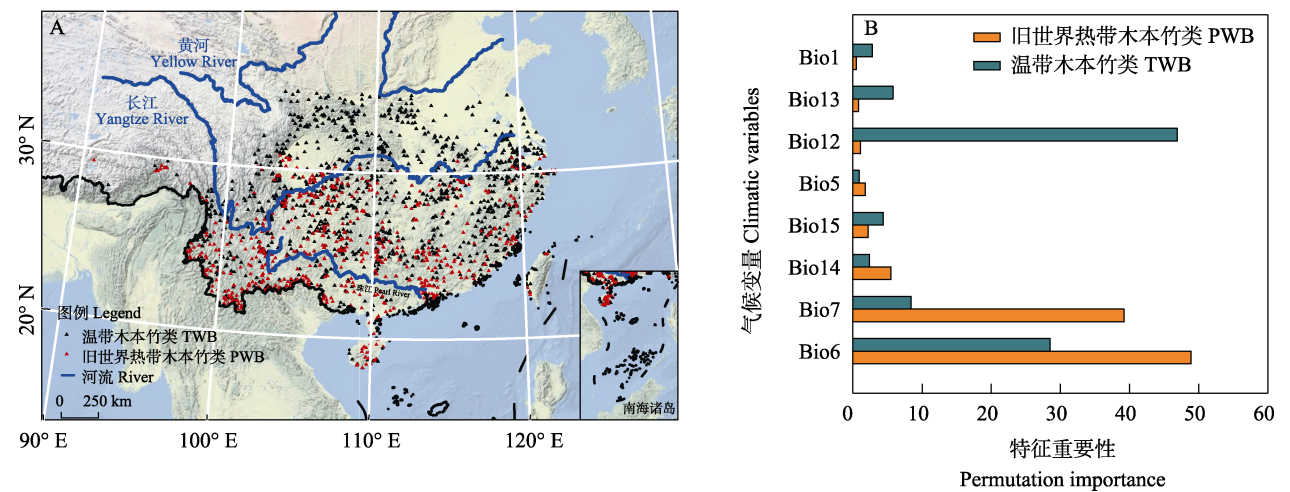 A
黄河
Yellow River
长江
Yangtze River
30° N
20° N
珠江 Pearl River
图例 Legend
温带木本竹类 TWB
旧世界热带木本竹类 PWB
河流 River
0 250 km
南海诸岛
90° E
100° E
110° E
120° E
B
旧世界热带木本竹类 PWB
温带木本竹类 TWB
气候变量 Climatic variables
Bio1
Bio13
Bio12
Bio5
Bio15
Bio14
Bio7
Bio6
0
10
20
30
40
50
60
特征重要性
Permutation importance